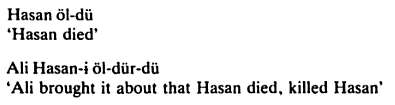 Hasan öl-dü
‘Hasan died’
Ali Hasan-ı öl-dür-dü
‘Ali brought it about that Hasan died, killed Hasan’